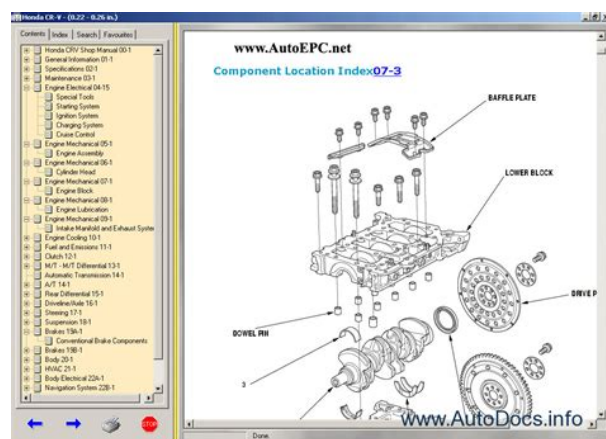 Honda CR-V - (0.22 - 0.26 in.)
Contents
Index
Search
Favourites
Honda CRV Shop Manual 00-1
General Information 01-1
Specifications 02-1
Maintenance 03-1
Engine Electrical 04-15
Special Tools
Starting System
Ignition System
Charging System
Cruise Control
Engine Mechanical 05-1
Engine Assembly
Engine Mechanical 06-1
Cylinder Head
Engine Mechanical 07-1
Engine Block
Engine Mechanical 08-1
Engine Lubrication
Engine Mechanical 09-1
Intake Manifold and Exhaust Syste
Engine Cooling 10-1
Fuel and Emissions 11-1
Clutch 12-1
M/T - M/T Differential 13-1
Automatic Transmission 14-1
A/T 14-1
Rear Differential 15-1
Driveline/Axle 16-1
Steering 17-1
Suspension 18-1
Brakes 19A-1
Conventional Brake Components
Brakes 19B-1
Body 20-1
HVAC 21-1
Body Electrical 22A-1
Navigation System 22B-1
STOP
www.AutoEPC.net
Component Location Index07-3
BAFFLE PLATE
LOWER BLOCK
DRIVE P
DOWEL PIN
3
www.AutoDocs.info
Done